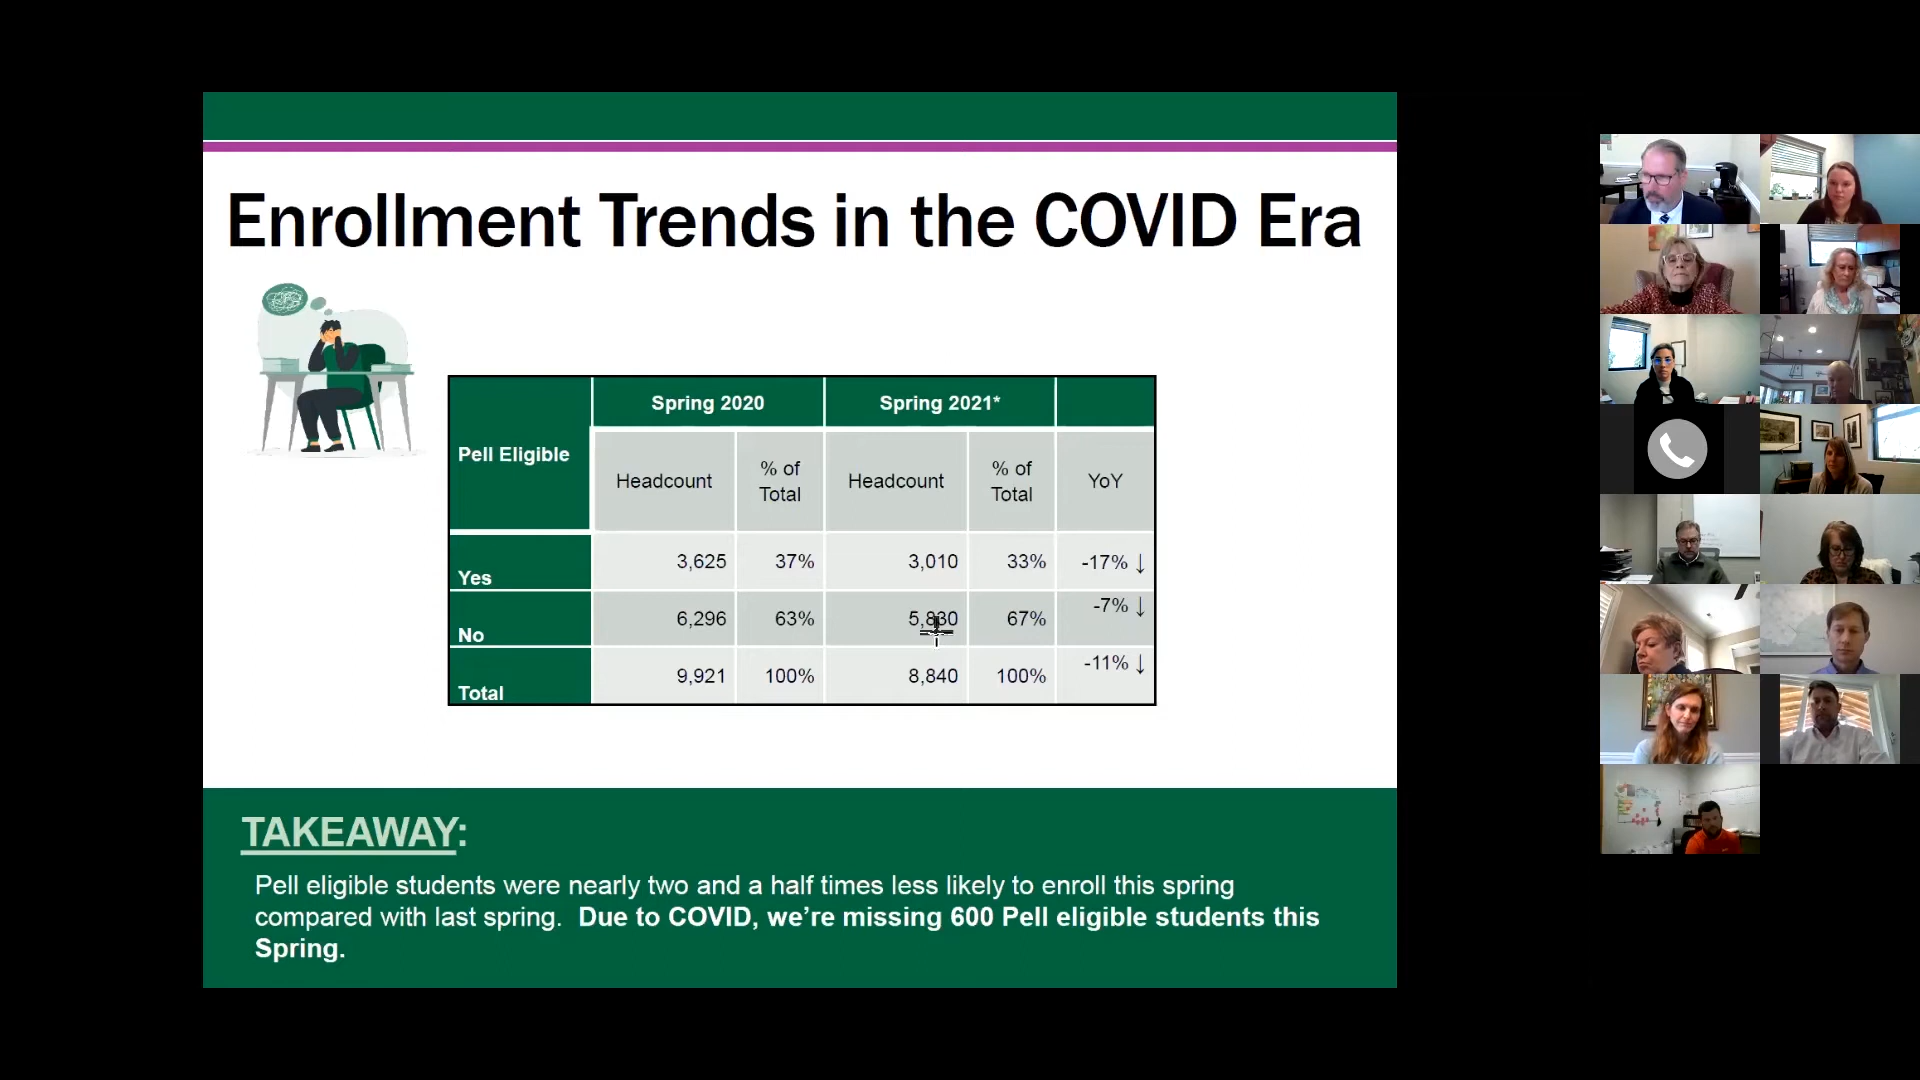 Enrollment Trends in the COVID Era
Pell Eligible Spring 2020 Spring 2021*
Headcount % of Total Headcount % of Total YoY
Yes 3,625 37% 3,010 33% -17% ↓
No 6,296 63% 5,830 67% -7% ↓
Total 9,921 100% 8,840 100% -11% ↓
TAKEAWAY:
Pell eligible students were nearly two and a half times less likely to enroll this spring
compared with last spring. Due to COVID, we’re missing 600 Pell eligible students this
Spring.